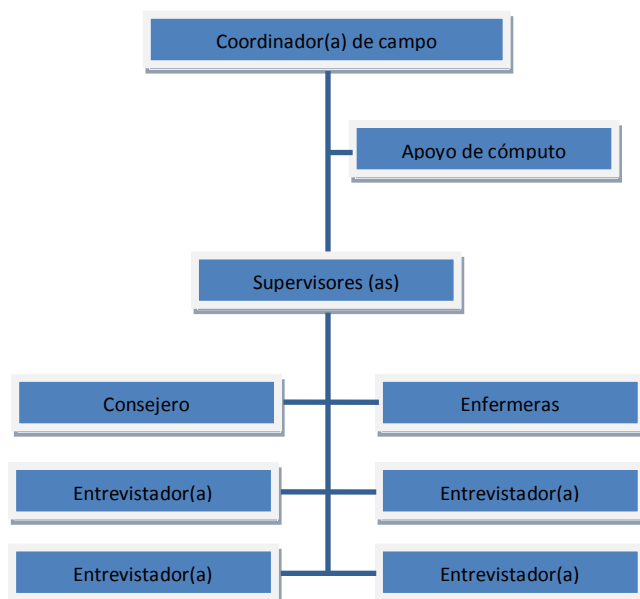 Coordinador(a) de campo
Apoyo de cómputo
Supervisores (as)
Consejero
Enfermeras
Entrevistador(a)
Entrevistador(a)
Entrevistador(a)
Entrevistador(a)